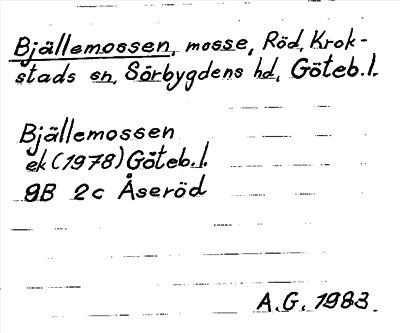 Bjällemossen, mosse, Röd, Krok-
stads sn, Sörbygdens hd, Göteb.l.
Bjällemossen
ek (1978) Göteb.l.
9B 2c Åseröd
A.G. 1983.